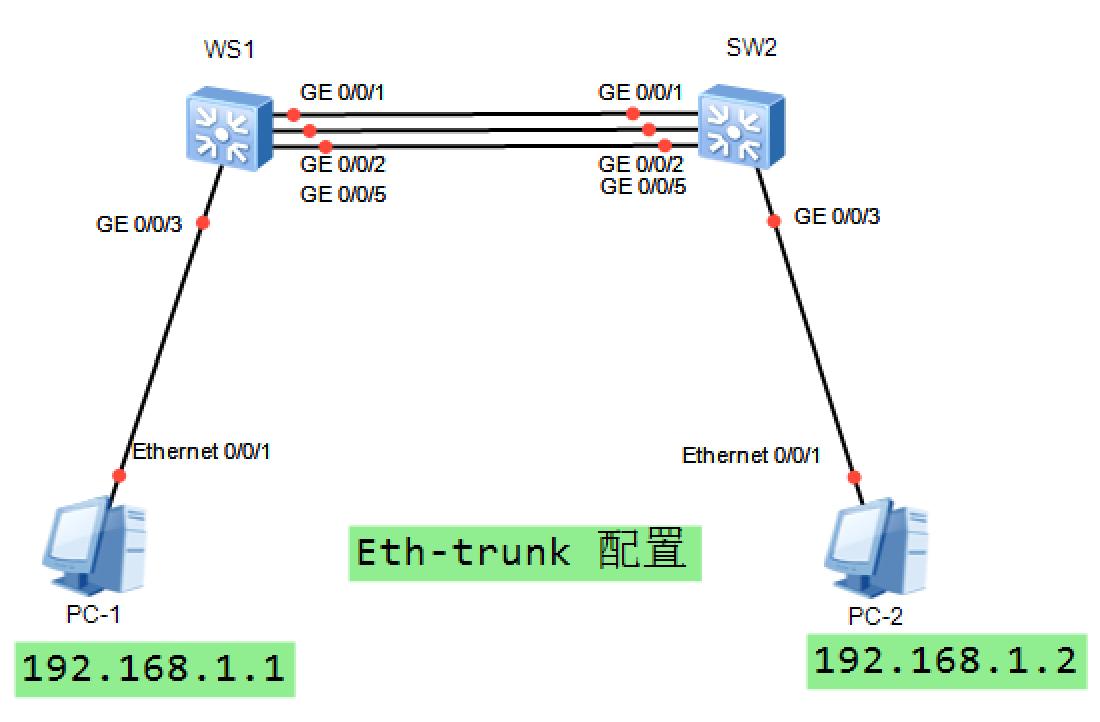 WS1
SW2
GE 0/0/1
GE 0/0/1
GE 0/0/2
GE 0/0/2
GE 0/0/5
GE 0/0/5
GE 0/0/3
GE 0/0/3
Ethernet 0/0/1
Ethernet 0/0/1
Eth-trunk 配置
PC-1
PC-2
192.168.1.1
192.168.1.2